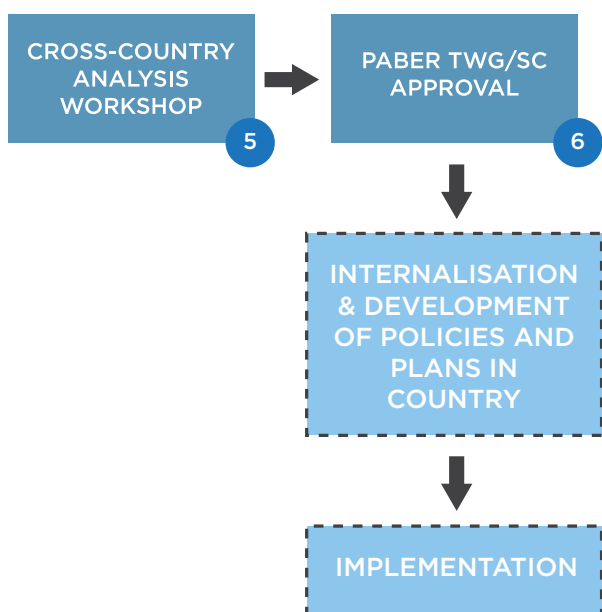 CROSS-COUNTRY
ANALYSIS
WORKSHOP
5
PABER TWG/SC
APPROVAL
6
INTERNALISATION
& DEVELOPMENT
OF POLICIES AND
PLANS IN
COUNTRY
IMPLEMENTATION